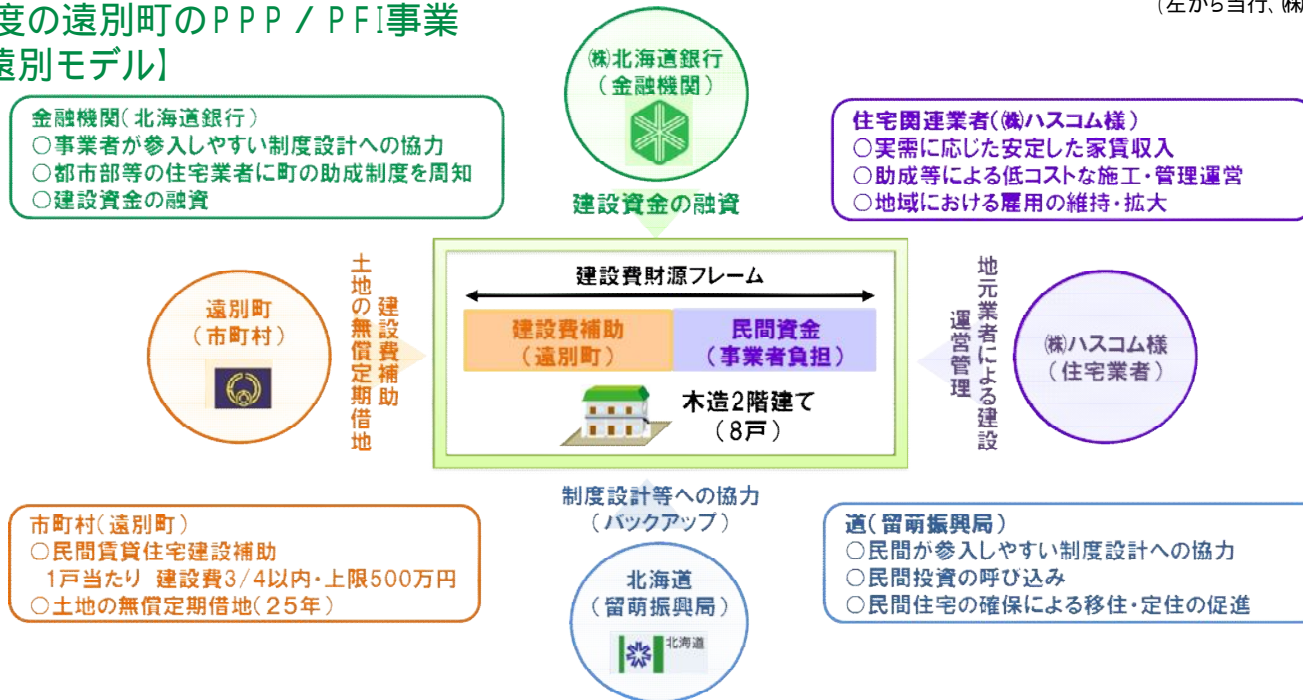 度の遠別町のPPP/PFI事業
遠別モデル】
(左から当行、㈱
㈱北海道銀行
(金融機関)
建設資金の融資
金融機関(北海道銀行)
○事業者が参入しやすい制度設計への協力
○都市部等の住宅業者に町の助成制度を周知
○建設資金の融資
住宅関連業者(㈱ハスコム様)
○実需に応じた安定した家賃収入
○助成等による低コストな施工・管理運営
○地域における雇用の維持・拡大
遠別町
(市町村)
建設費補助
土地の無償定期借地
建設費財源フレーム
建設費補助
(遠別町)
民間資金
(事業者負担)
木造2階建て
(8戸)
地元業者による建設
運営管理
㈱ハスコム様
(住宅業者)
市町村(遠別町)
○民間賃貸住宅建設補助
1戸当たり 建設費3/4以内・上限500万円
○土地の無償定期借地(25年)
制度設計等への協力
(バックアップ)
北海道
(留萌振興局)
北海道
道(留萌振興局)
○民間が参入しやすい制度設計への協力
○民間投資の呼び込み
○民間住宅の確保による移住・定住の促進